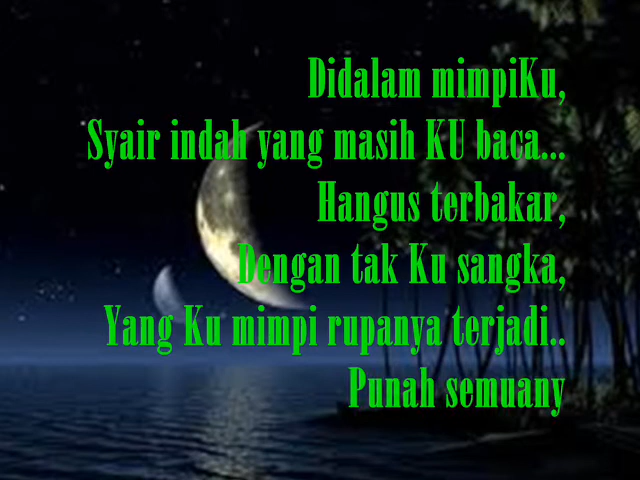 Didalam mimpiKu,
Syair indah yang masih KU baca...
Hangus terbakar,
Dengan tak Ku sangka,
Yang Ku mimpi rupanya terjadi..
Punah semuany